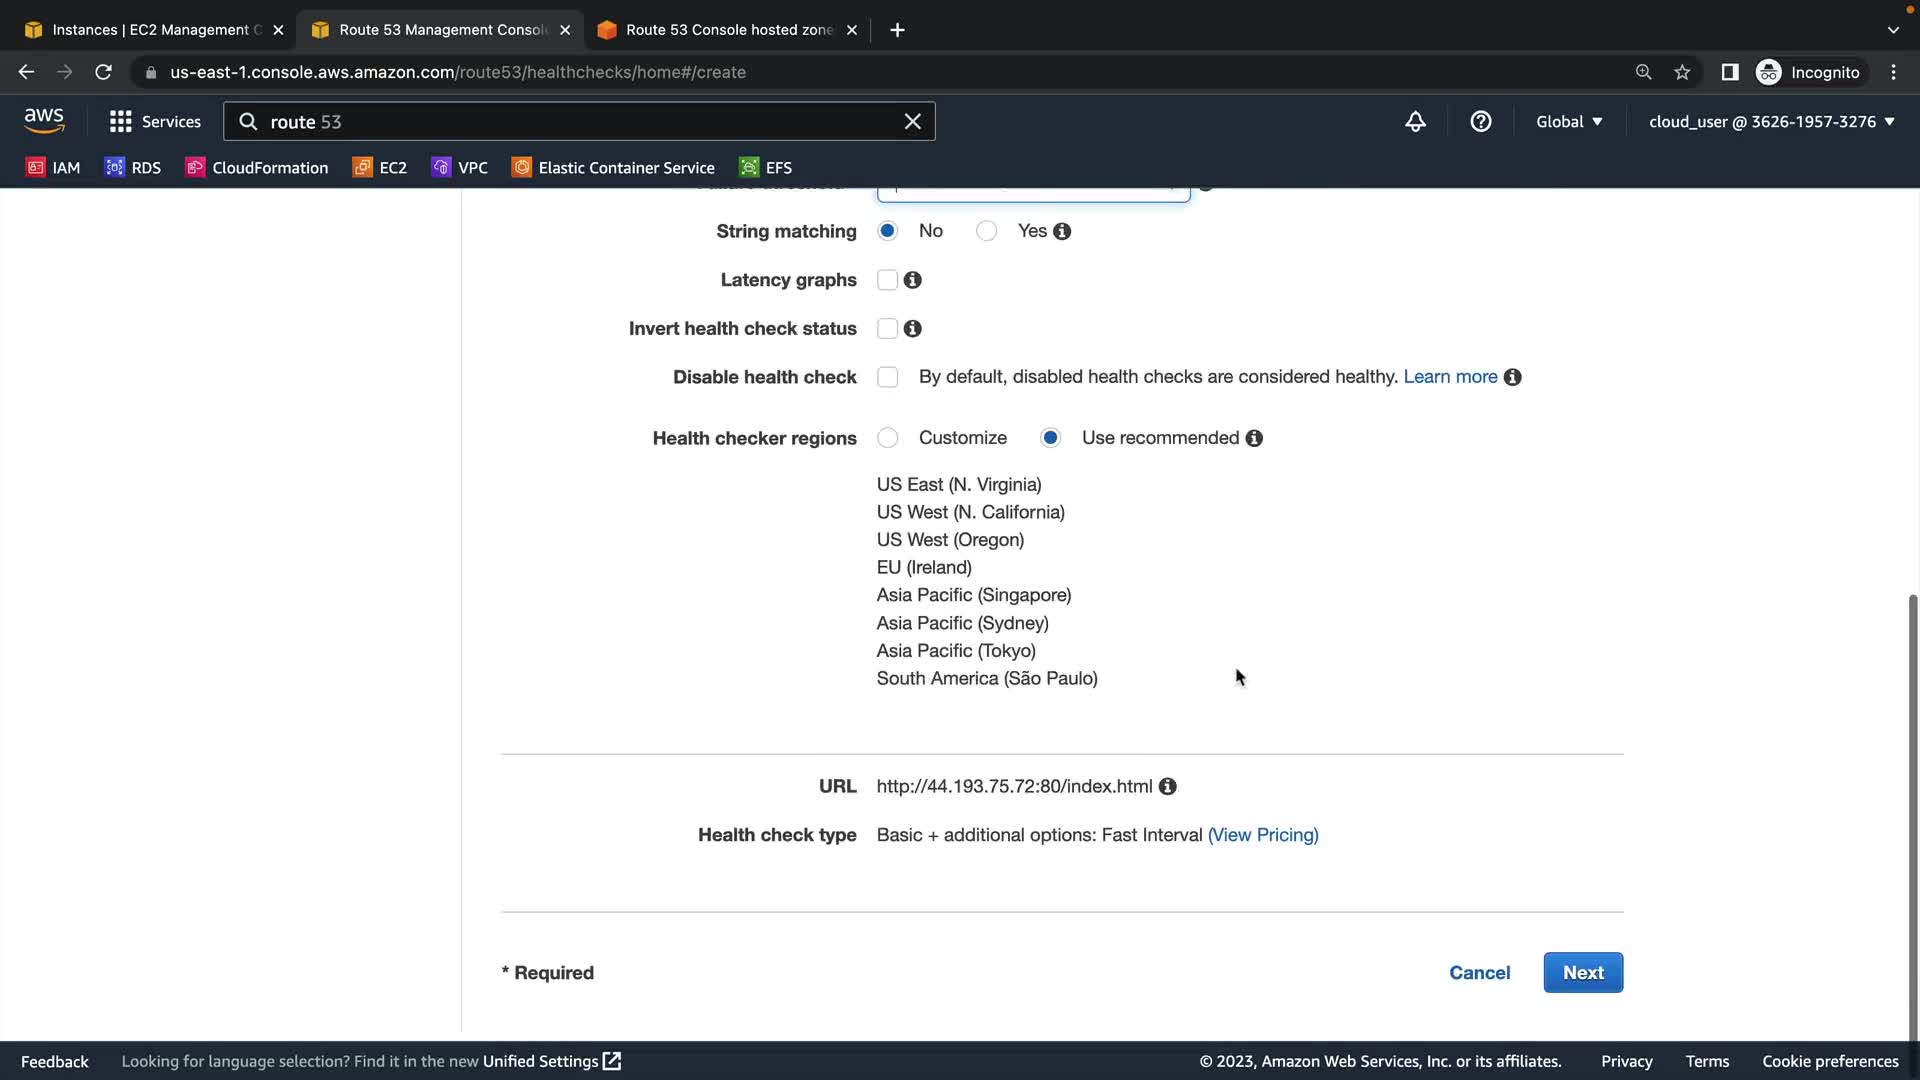 Instances | EC2 Management C
Route 53 Management Consol
Route 53 Console hosted zone
us-east-1.console.aws.amazon.com/route53/healthchecks/home#/create
Incognito
aws
Services
route 53
Global
cloud_user @ 3626-1957-3276
IAM
RDS
CloudFormation
EC2
VPC
Elastic Container Service
EFS
String matching
No
Yes
Latency graphs
Invert health check status
Disable health check
By default, disabled health checks are considered healthy. Learn more
Health checker regions
Customize
Use recommended
US East (N. Virginia)
US West (N. California)
US West (Oregon)
EU (Ireland)
Asia Pacific (Singapore)
Asia Pacific (Sydney)
Asia Pacific (Tokyo)
South America (São Paulo)
URL
http://44.193.75.72:80/index.html
Health check type
Basic + additional options: Fast Interval (View Pricing)
* Required
Cancel
Next
Feedback
Looking for language selection? Find it in the new Unified Settings
© 2023, Amazon Web Services, Inc. or its affiliates.
Privacy
Terms
Cookie preferences